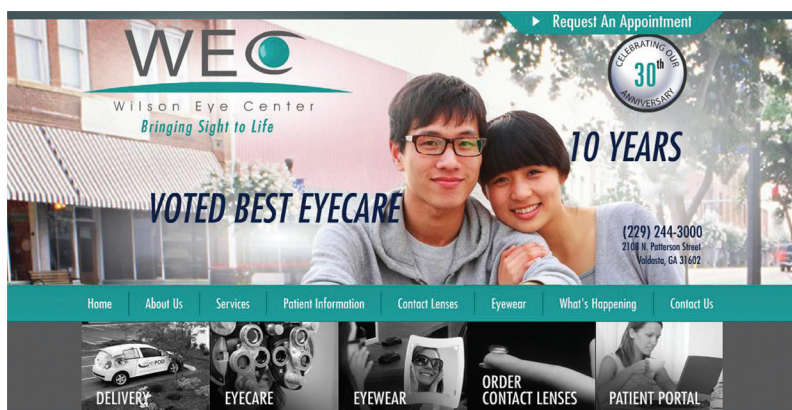 Request An Appointment
WEC
Wilson Eye Center
Bringing Sight to Life
CELEBRATING OUR
30th
ANNIVERSARY
10 YEARS
VOTED BEST EYECARE
(229) 244-3000
2108 N. Patterson Street
Valdosta, GA 31602
Home
About Us
Services
Patient Information
Contact Lenses
Eyewear
What's Happening
Contact Us
DELIVERY
EYECARE
EYEWEAR
ORDER
CONTACT LENSES
PATIENT PORTAL